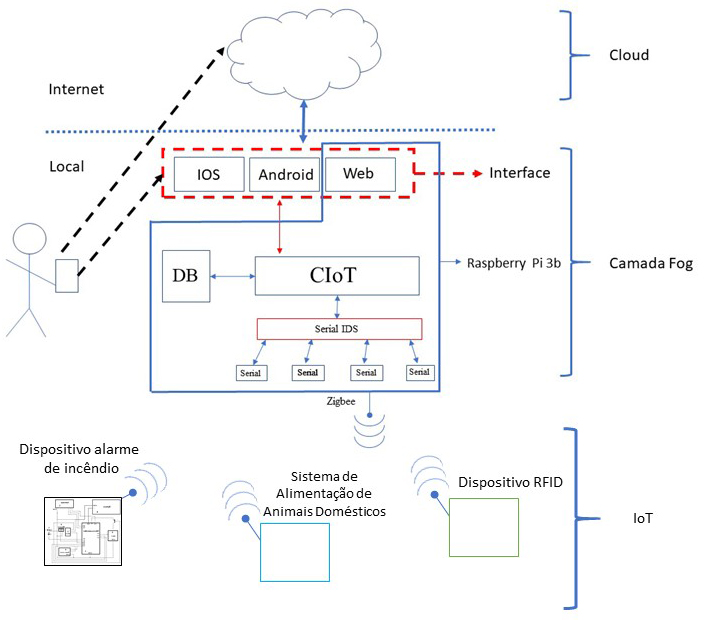 Cloud
Internet
Local
IOS
Android
Web
Interface
DB
CIoT
Raspberry Pi 3b
Camada Fog
Serial IDS
Serial
Serial
Serial
Serial
Zigbee
Dispositivo alarme
de incêndio
Sistema de
Alimentação de
Animais Domésticos
Dispositivo RFID
IoT